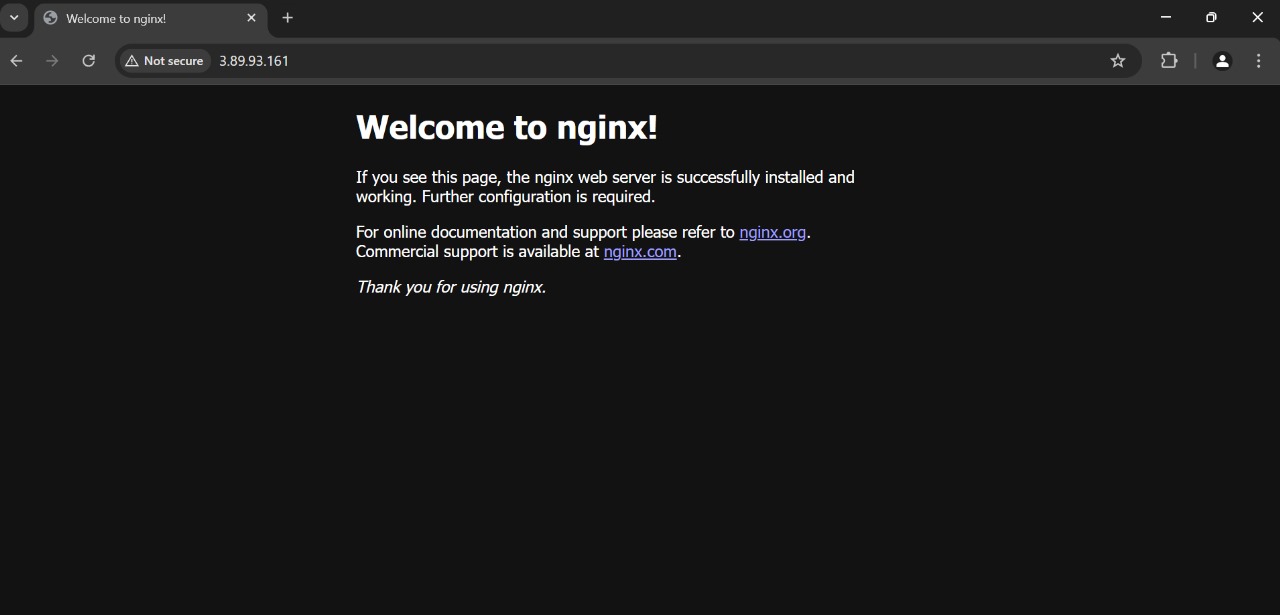 Welcome to nginx!
Not secure 3.89.93.161
Welcome to nginx!
If you see this page, the nginx web server is successfully installed and
working. Further configuration is required.
For online documentation and support please refer to nginx.org.
Commercial support is available at nginx.com.
Thank you for using nginx.